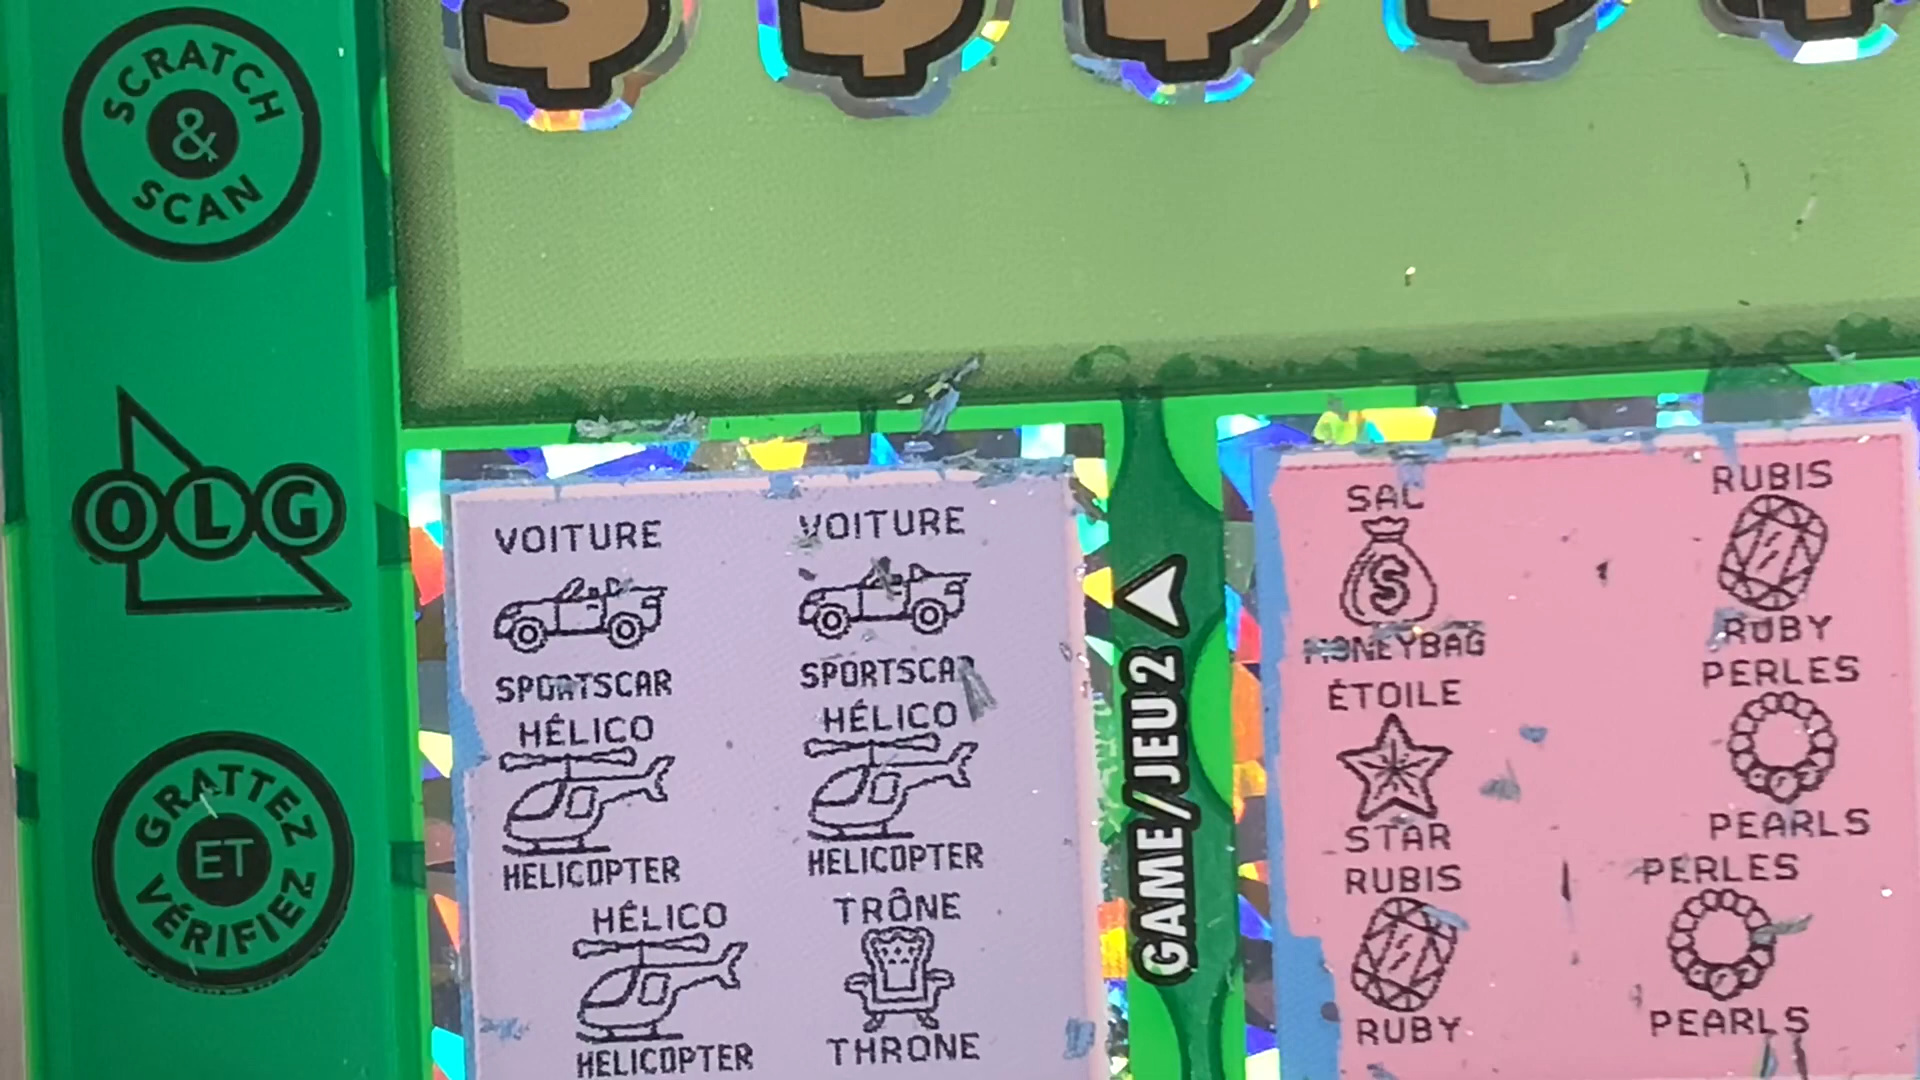 SCRATCH
&
SCAN
OLG
GRATTEZ
ET
VÉRIFIEZ
VOITURE
VOITURE
SPORTSCAR
SPORTSCAR
HÉLICO
HÉLICO
HELICOPTER
HELICOPTER
HÉLICO
TRÔNE
HELICOPTER
THRONE
GAME/JEU 2
SAC
RUBIS
$
MONEYBAG
RUBY
ÉTOILE
PERLES
STAR
PEARLS
RUBIS
PERLES
RUBY
PEARLS